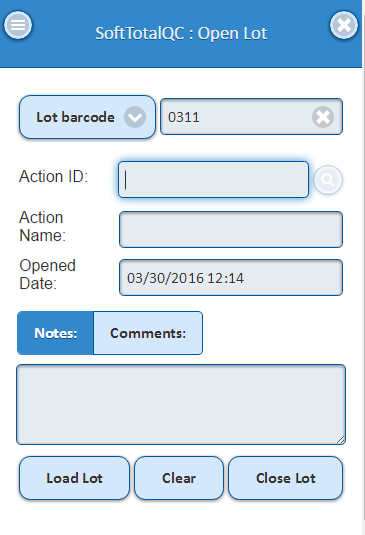 SoftTotalQC : Open Lot
Lot barcode 0311
Action ID:
Action
Name:
Opened
Date: 03/30/2016 12:14
Notes: Comments:
Load Lot Clear Close Lot